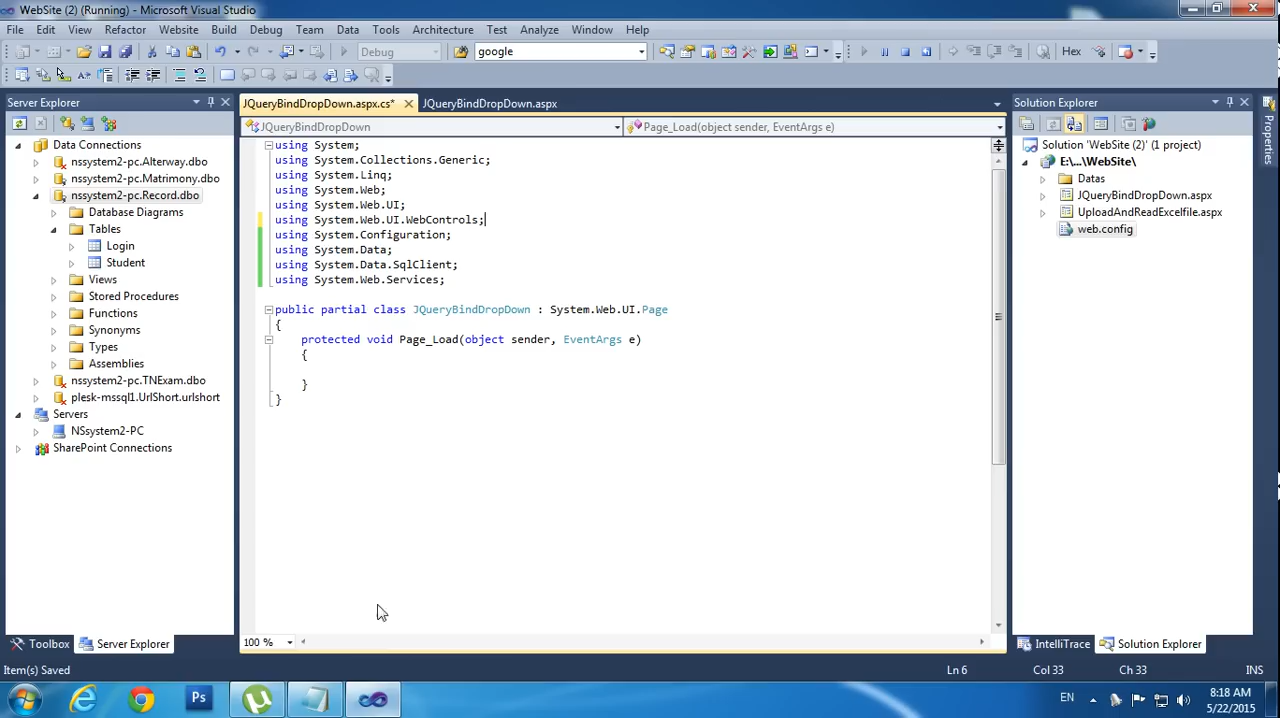 WebSite (2) (Running) - Microsoft Visual Studio
File Edit View Refactor Website Build Debug Team Data Tools Architecture Test Analyze Window Help
Debug google Hex
Server Explorer
JQueryBindDropDown.aspx.cs* JQueryBindDropDown.aspx
Solution Explorer
JQueryBindDropDown Page_Load(object sender, EventArgs e)
Data Connections
nssystem2-pc.Alterway.dbo
nssystem2-pc.Matrimony.dbo
nssystem2-pc.Record.dbo
Database Diagrams
Tables
Login
Student
Views
Stored Procedures
Functions
Synonyms
Types
Assemblies
nssystem2-pc.TNExam.dbo
plesk-mssql1.UrlShort.urlshort
Servers
NSsystem2-PC
SharePoint Connections
using System;
using System.Collections.Generic;
using System.Linq;
using System.Web;
using System.Web.UI;
using System.Web.UI.WebControls;
using System.Configuration;
using System.Data;
using System.Data.SqlClient;
using System.Web.Services;
public partial class JQueryBindDropDown : System.Web.UI.Page
{
protected void Page_Load(object sender, EventArgs e)
{
}
}
Solution 'WebSite (2)' (1 project)
E:\...\WebSite\
Datas
JQueryBindDropDown.aspx
UploadAndReadExcelfile.aspx
web.config
Properties
100 %
Toolbox Server Explorer
IntelliTrace Solution Explorer
Item(s) Saved Ln 6 Col 33 Ch 33 INS
Ps
EN
8:18 AM
5/22/2015